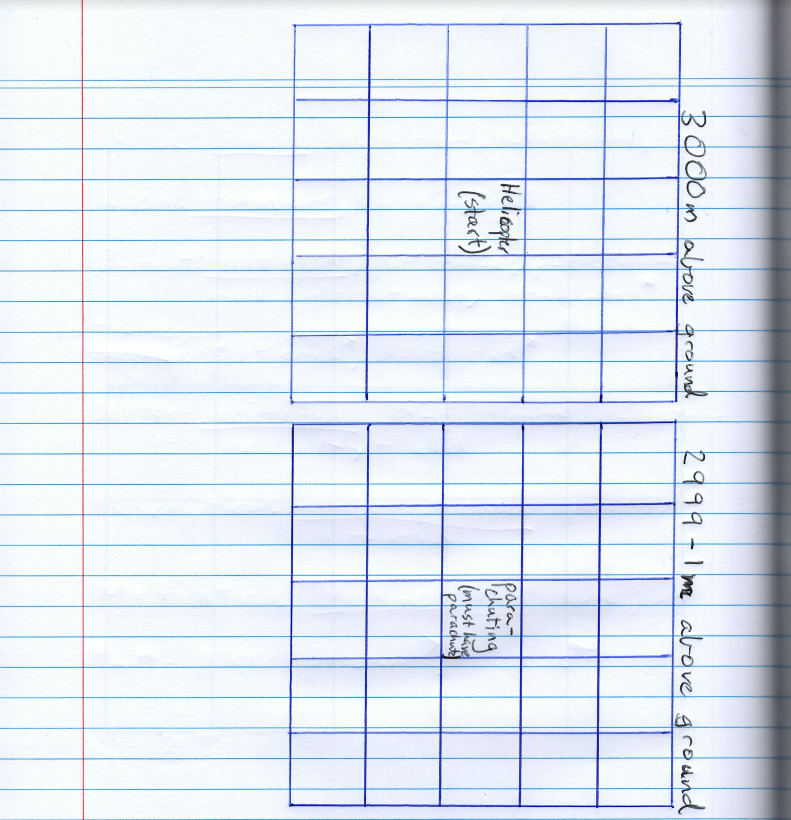 3000m above ground
Helicopter
(start)
2999-1m above ground
para-
chuting
(must have
parachute)